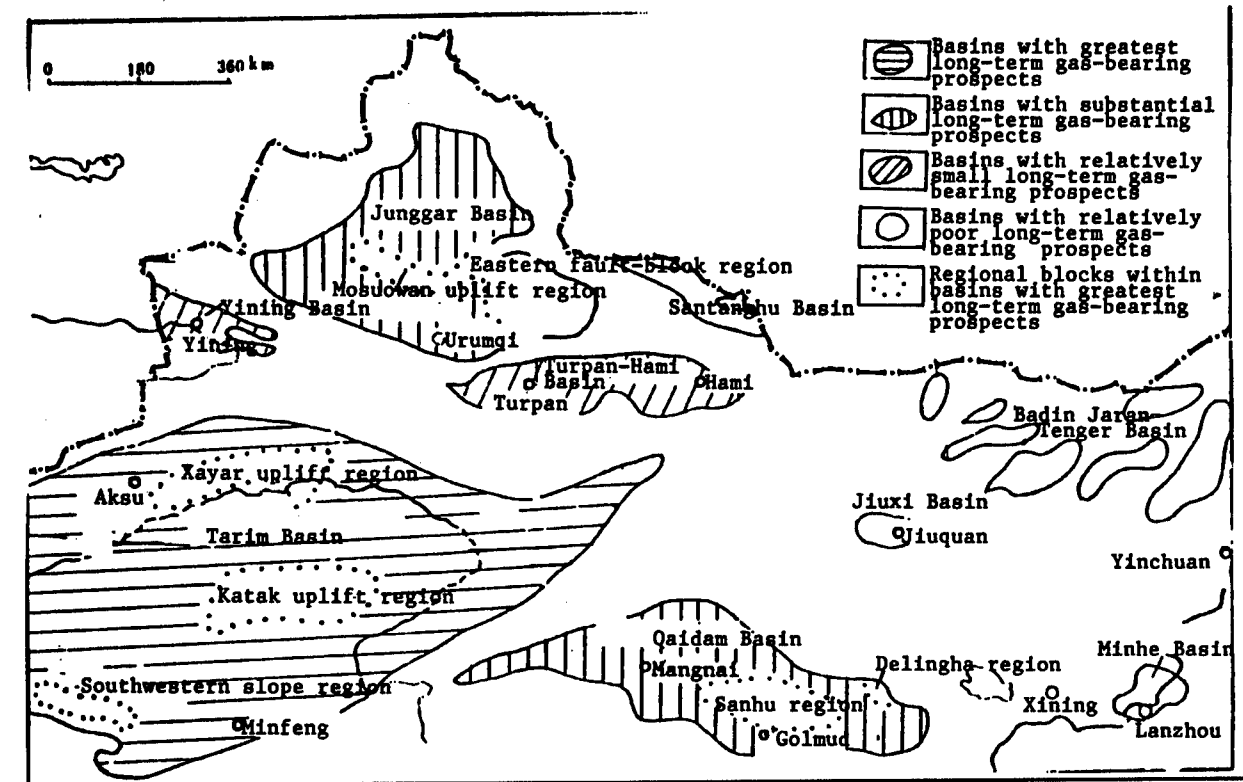 0 180 360 km
Basins with greatest
long-term gas-bearing
prospects
Basins with substantial
long-term gas-bearing
prospects
Basins with relatively
small long-term gas-
bearing prospects
Basins with relatively
poor long-term gas-
bearing prospects
Regional blocks within
basins with greatest
long-term gas-bearing
prospects
Junggar Basin
Eastern fault-block region
Mosuowan uplift region
Santanghu Basin
Yining Basin
Yining
Urumqi
Turpan-Hami
Basin
Hami
Turpan
Badin Jaran-
Tenger Basin
Xayar uplift region
Aksu
Jiuxi Basin
Jiuquan
Tarim Basin
Yinchuan
Katak uplift region
Qaidam Basin
Mangnai
Delingha region
Minhe Basin
Southwestern slope region
Sanhu region
Xining
Minfeng
Golmud
Lanzhou